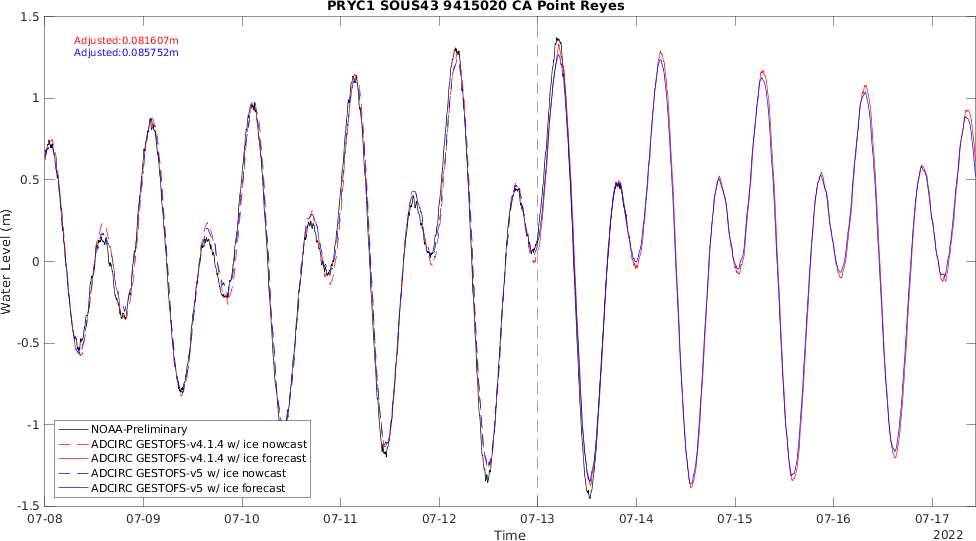 PRYC1 SOUS43 9415020 CA Point Reyes
Adjusted:0.081607m
Adjusted:0.085752m
Water Level (m)
1.5
1
0.5
0
-0.5
-1
-1.5
NOAA-Preliminary
ADCIRC GESTOFS-v4.1.4 w/ ice nowcast
ADCIRC GESTOFS-v4.1.4 w/ ice forecast
ADCIRC GESTOFS-v5 w/ ice nowcast
ADCIRC GESTOFS-v5 w/ ice forecast
07-08 07-09 07-10 07-11 07-12 07-13 07-14 07-15 07-16 07-17
Time
2022